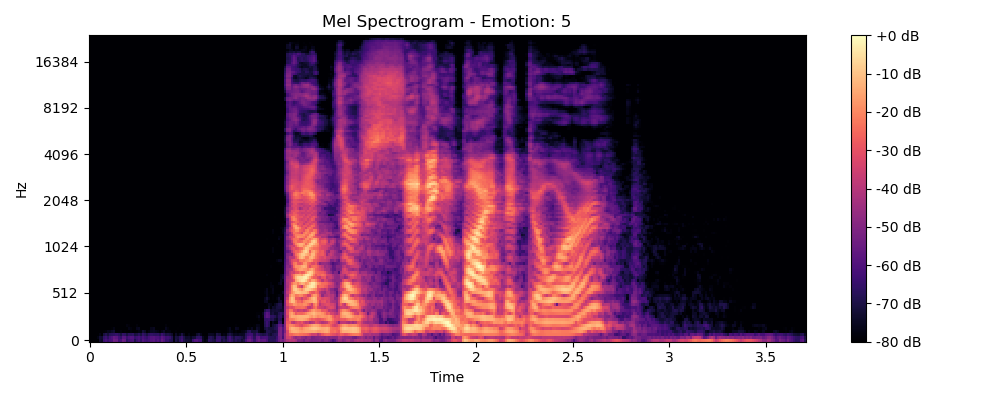 Mel Spectrogram - Emotion: 5
Hz
16384
8192
4096
2048
1024
512
0
0 0.5 1 1.5 2 2.5 3 3.5
Time
+0 dB
-10 dB
-20 dB
-30 dB
-40 dB
-50 dB
-60 dB
-70 dB
-80 dB